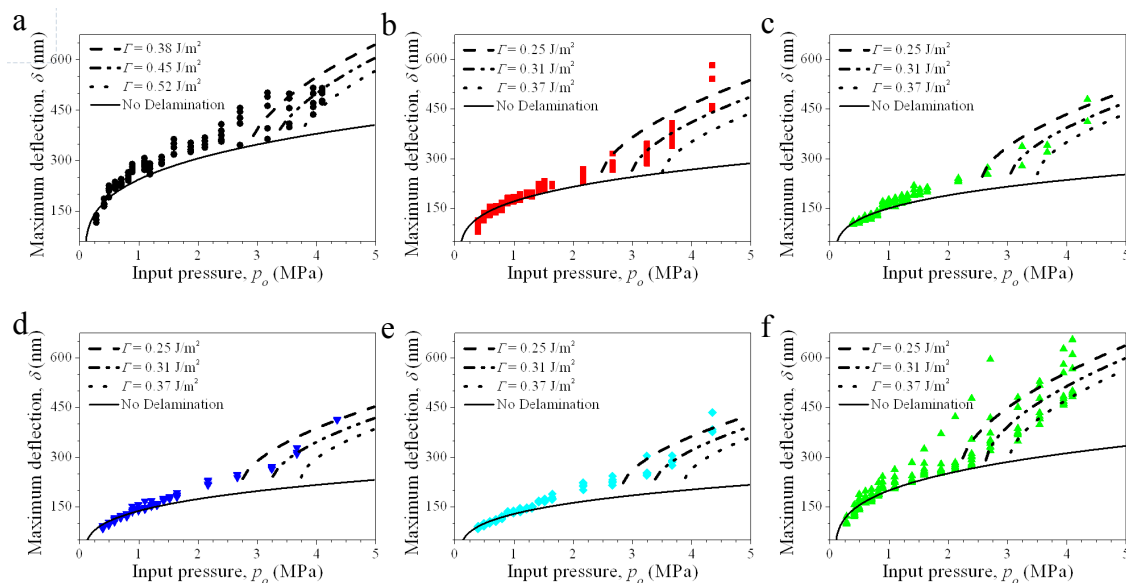 a
Γ = 0.38 J/m²
Γ = 0.45 J/m²
Γ = 0.52 J/m²
No Delamination
Maximum deflection, δ (nm)
600
450
300
150
0 1 2 3 4 5
Input pressure, pₒ (MPa)
b
Γ = 0.25 J/m²
Γ = 0.31 J/m²
Γ = 0.37 J/m²
No Delamination
Maximum deflection, δ (nm)
600
450
300
150
0 1 2 3 4 5
Input pressure, pₒ (MPa)
c
Γ = 0.25 J/m²
Γ = 0.31 J/m²
Γ = 0.37 J/m²
No Delamination
Maximum deflection, δ (nm)
600
450
300
150
0 1 2 3 4 5
Input pressure, pₒ (MPa)
d
Γ = 0.25 J/m²
Γ = 0.31 J/m²
Γ = 0.37 J/m²
No Delamination
Maximum deflection, δ (nm)
600
450
300
150
0 1 2 3 4 5
Input pressure, pₒ (MPa)
e
Γ = 0.25 J/m²
Γ = 0.31 J/m²
Γ = 0.37 J/m²
No Delamination
Maximum deflection, δ (nm)
600
450
300
150
0 1 2 3 4 5
Input pressure, pₒ (MPa)
f
Γ = 0.25 J/m²
Γ = 0.31 J/m²
Γ = 0.37 J/m²
No Delamination
Maximum deflection, δ (nm)
600
450
300
150
0 1 2 3 4 5
Input pressure, pₒ (MPa)